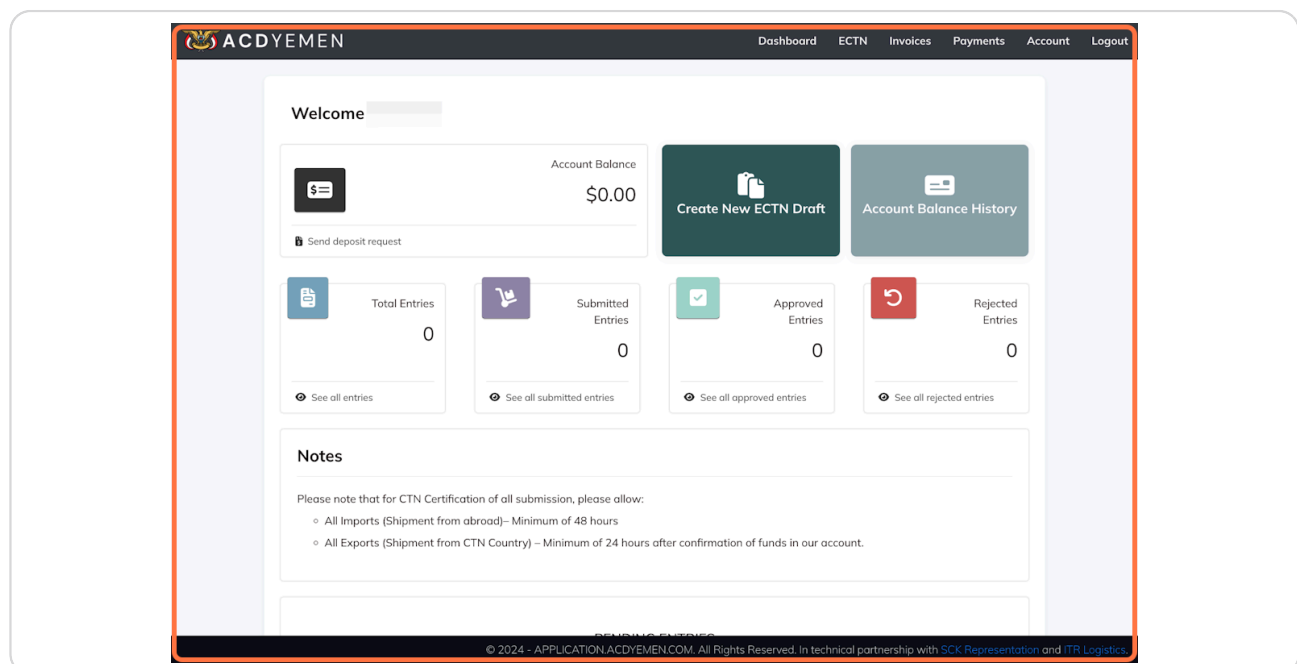 ACDYEMEN
Dashboard ECTN Invoices Payments Account Logout
Welcome
Account Balance
$0.00
Send deposit request
Create New ECTN Draft
Account Balance History
Total Entries
0
See all entries
Submitted
Entries
0
See all submitted entries
Approved
Entries
0
See all approved entries
Rejected
Entries
0
See all rejected entries
Notes
Please note that for CTN Certification of all submission, please allow:
All Imports (Shipment from abroad)– Minimum of 48 hours
All Exports (Shipment from CTN Country) – Minimum of 24 hours after confirmation of funds in our account.
PENDING ENTRIES
© 2024 - APPLICATION.ACDYEMEN.COM. All Rights Reserved. In technical partnership with SCK Representation and ITR Logistics.